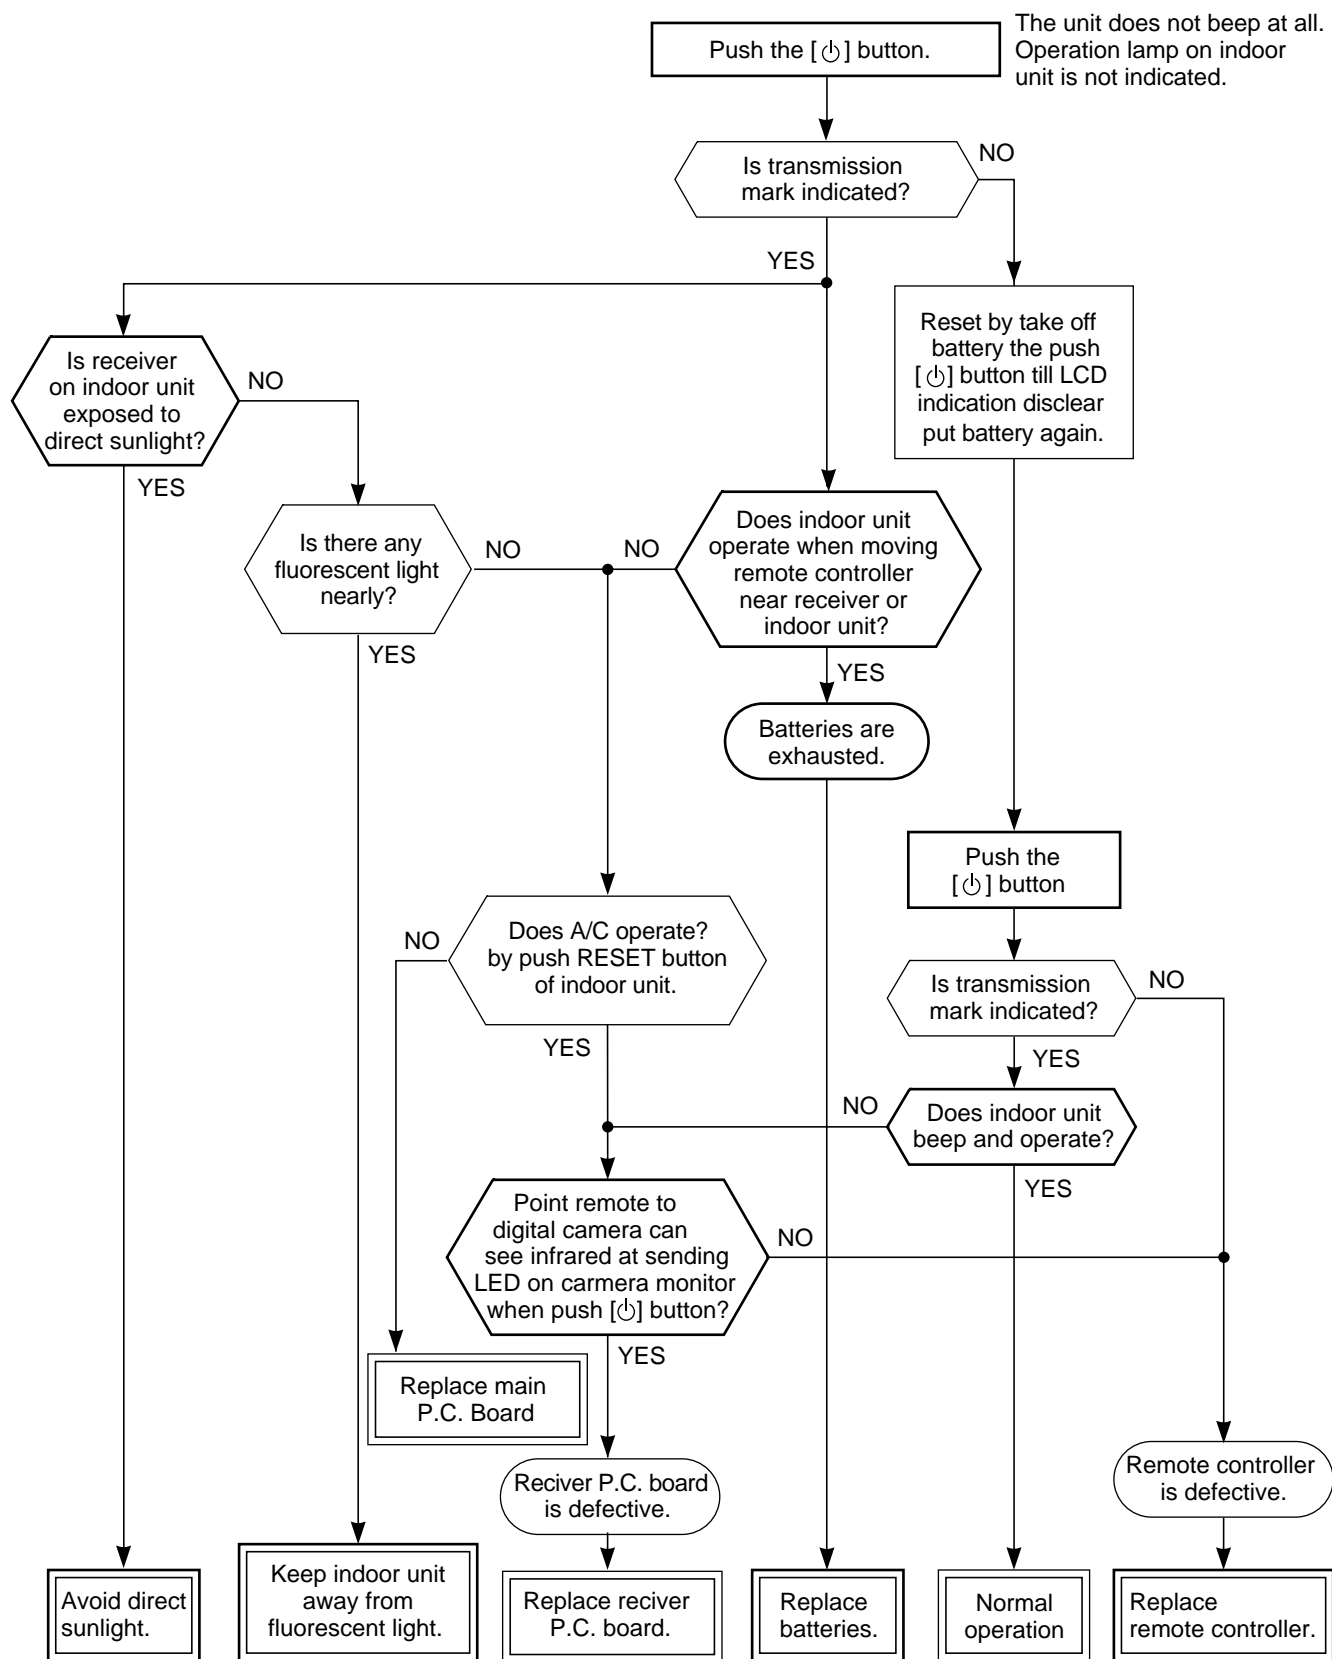 Push the [⏻] button.
The unit does not beep at all.
Operation lamp on indoor
unit is not indicated.
Is transmission
mark indicated?
NO
YES
Reset by take off
battery the push
[⏻] button till LCD
indication disclear
put battery again.
Is receiver
on indoor unit
exposed to
direct sunlight?
NO
YES
Is there any
fluorescent light
nearly?
NO
YES
NO
Does indoor unit
operate when moving
remote controller
near receiver or
indoor unit?
YES
Batteries are
exhausted.
Push the
[⏻] button
Does A/C operate?
by push RESET button
of indoor unit.
NO
YES
Is transmission
mark indicated?
NO
YES
NO
Does indoor unit
beep and operate?
YES
Point remote to
digital camera can
see infrared at sending
LED on carmera monitor
when push [⏻] button?
NO
YES
Replace main
P.C. Board
Reciver P.C. board
is defective.
Remote controller
is defective.
Avoid direct
sunlight.
Keep indoor unit
away from
fluorescent light.
Replace reciver
P.C. board.
Replace
batteries.
Normal
operation
Replace
remote controller.